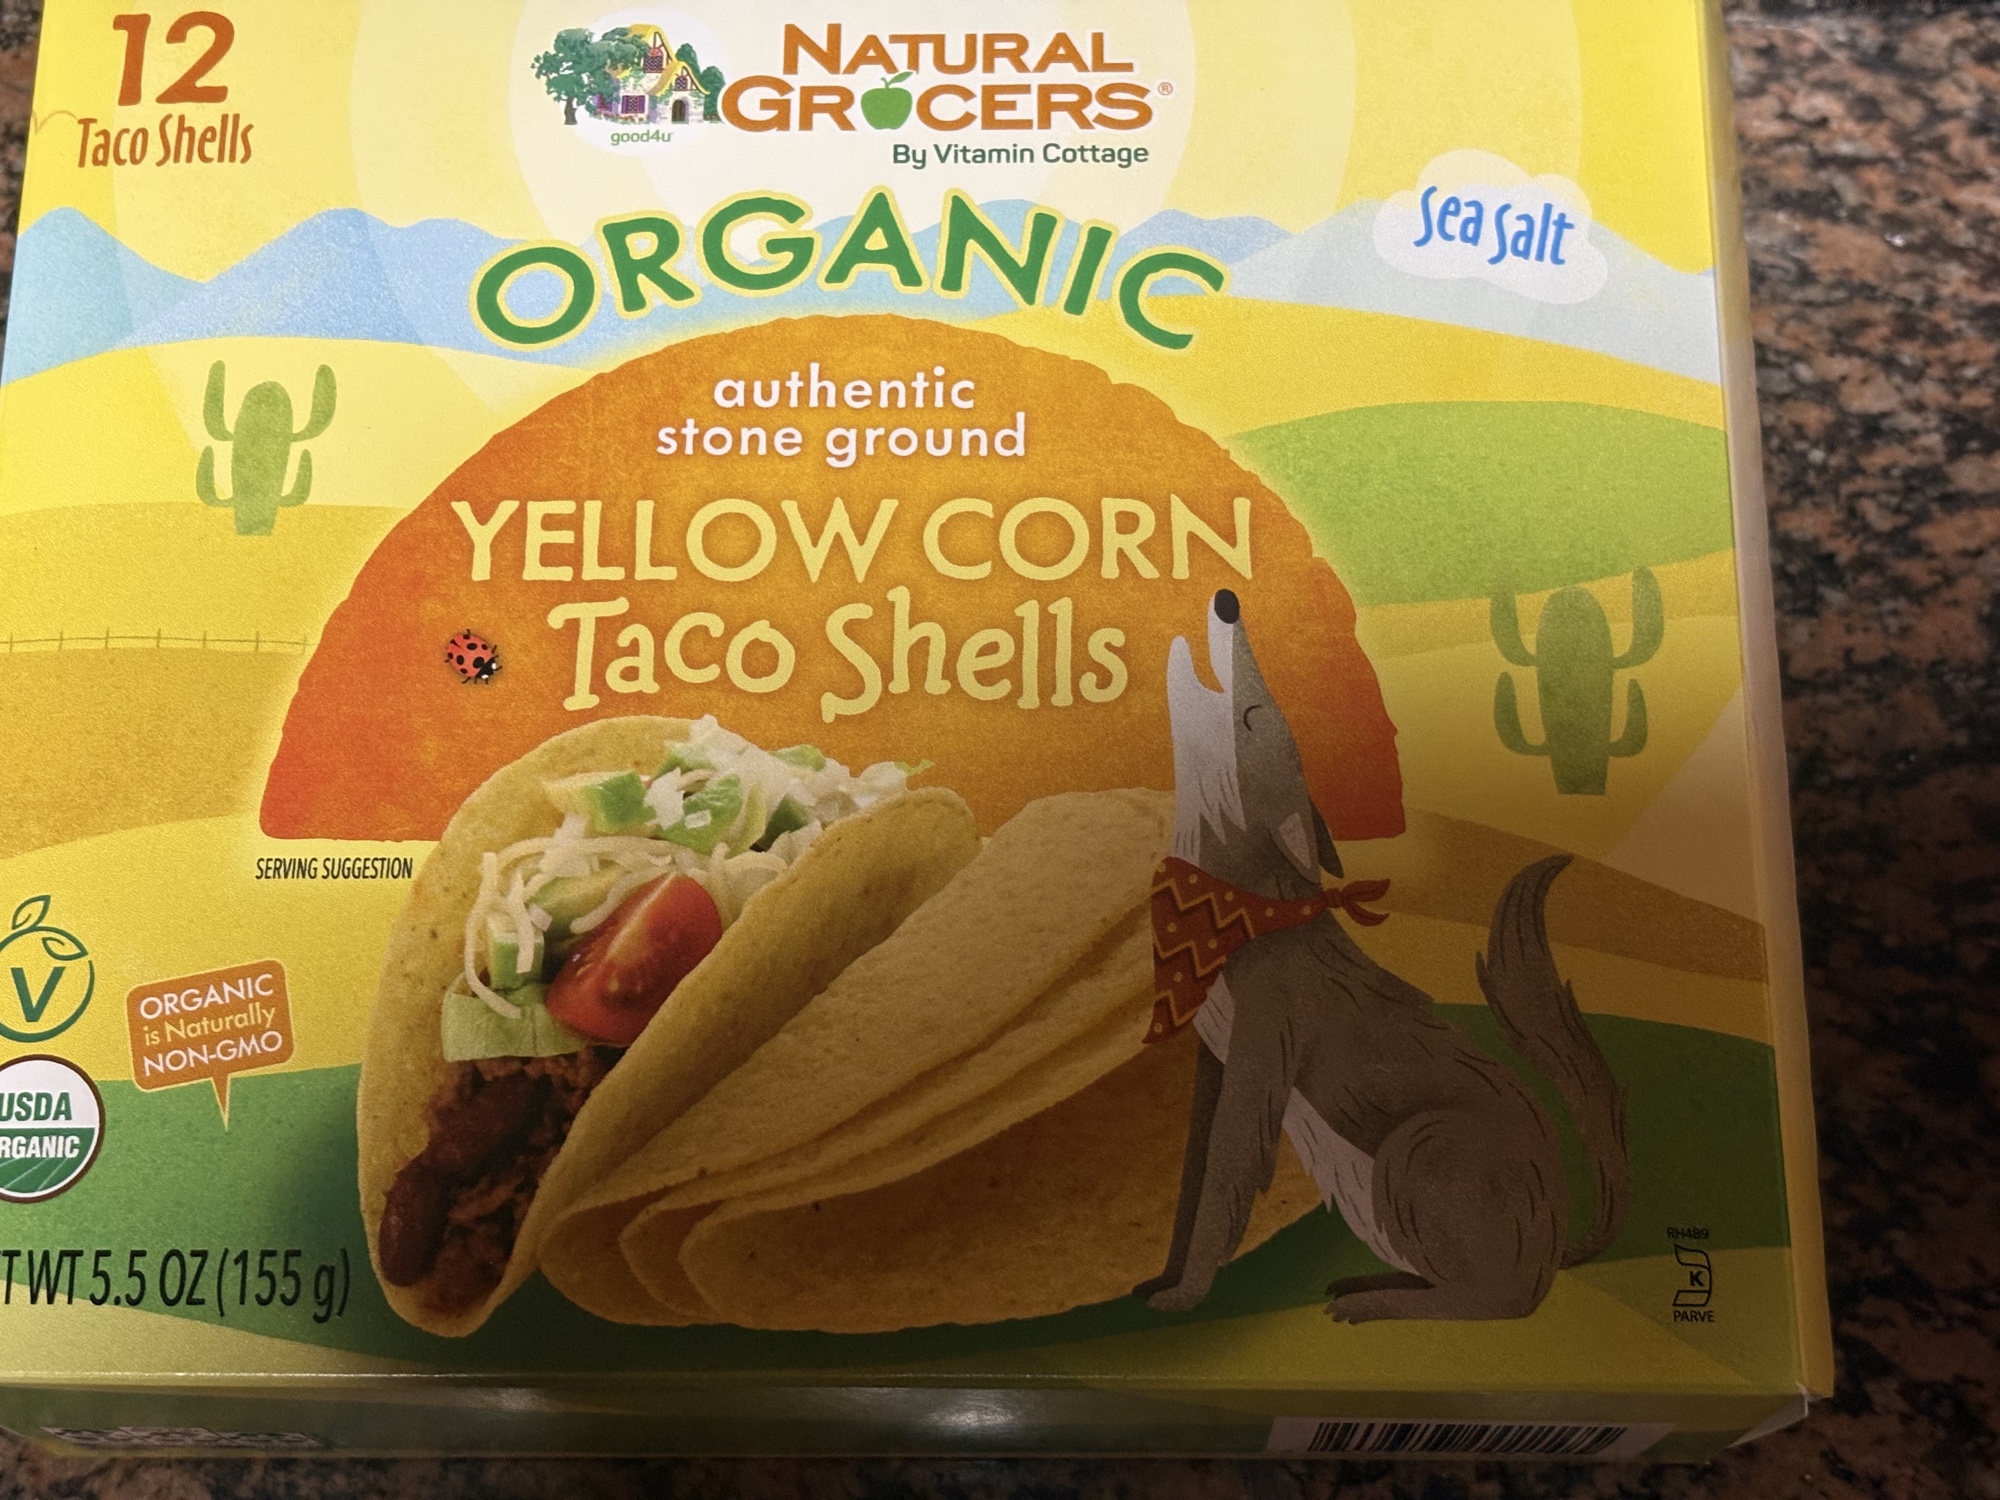 12
Taco Shells
good4u
NATURAL
GROCERS®
By Vitamin Cottage
ORGANIC
Sea Salt
authentic
stone ground
YELLOW CORN
Taco Shells
SERVING SUGGESTION
V
ORGANIC
is Naturally
NON-GMO
USDA
RGANIC
T WT 5.5 OZ (155 g)
RH489
K
PARVE